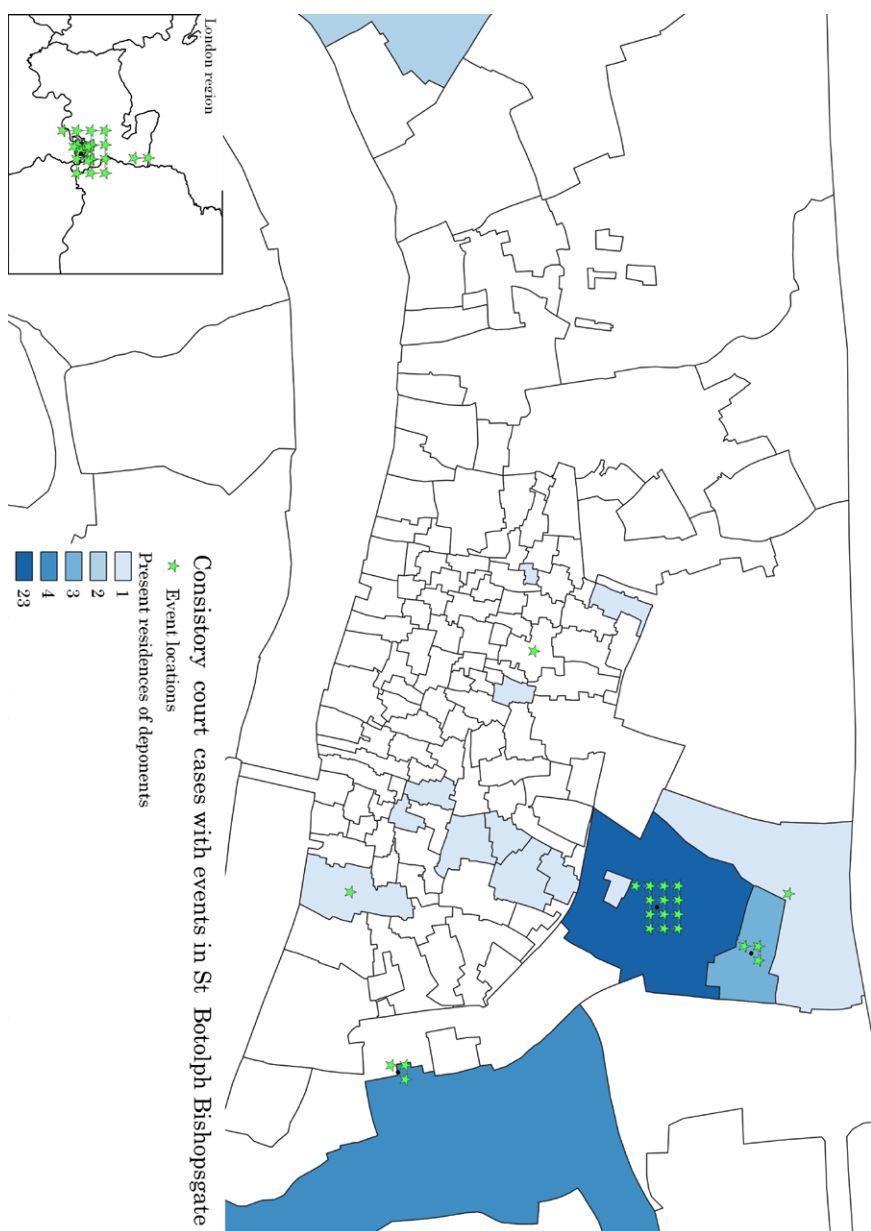 London region
Consistory court cases with events in St Botolph Bishopsgate
Event locations
Present residences of deponents
1
2
3
4
23